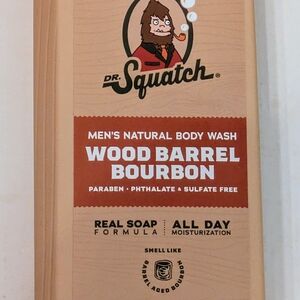 DR.
Squatch®
MEN'S NATURAL BODY WASH
WOOD BARREL
BOURBON
PARABEN • PHTHALATE & SULFATE FREE
REAL SOAP
FORMULA
ALL DAY
MOISTURIZATION
SMELL LIKE
BARREL AGED BOURBON